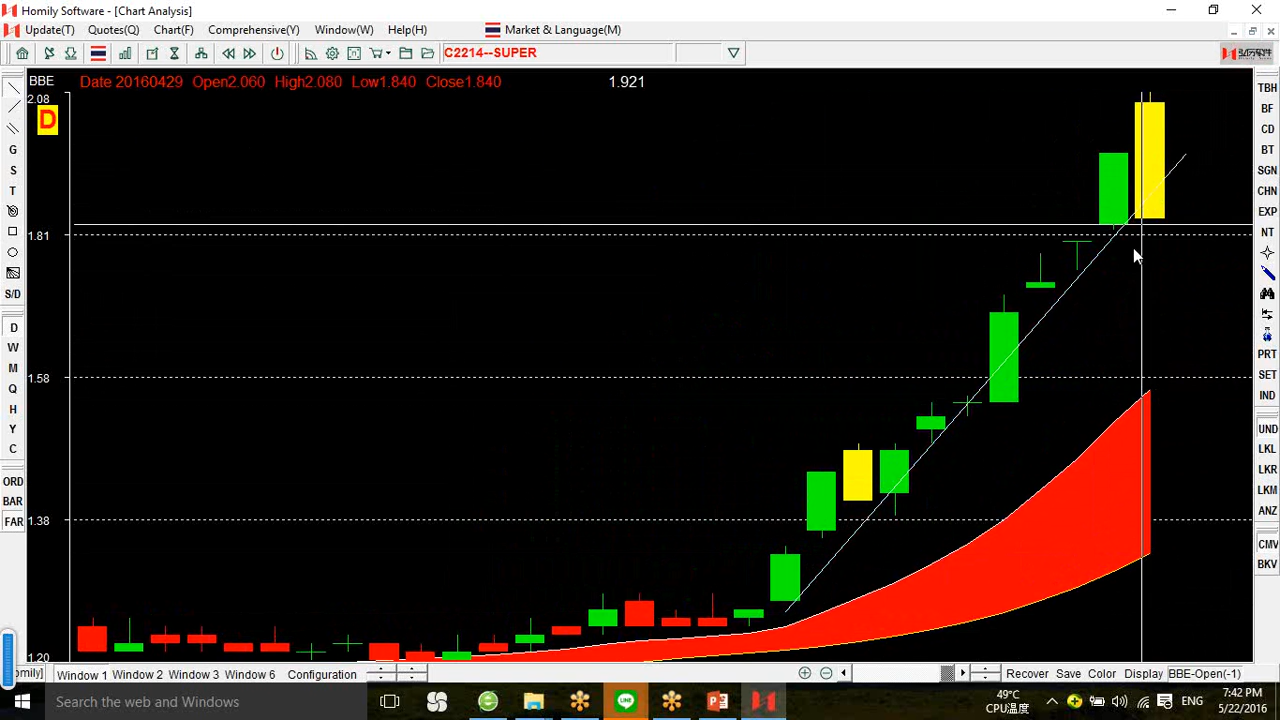 Homily Software - [Chart Analysis]
Update(T) Quotes(Q) Chart(F) Comprehensive(Y) Window(W) Help(H) Market & Language(M)
C2214--SUPER
BBE Date 20160429 Open2.060 High2.080 Low1.840 Close1.840 1.921
2.08
D
1.81
1.58
1.38
1.20
G
S
T
S/D
D
W
M
Q
H
Y
C
ORD
BAR
FAR
TBH
BF
CD
BT
SGN
CHN
EXP
NT
PRT
SET
IND
UND
LKL
LKR
LKM
ANZ
CMV
BKV
omily] Window 1 Window 2 Window 3 Window 6 Configuration Recover Save Color Display BBE-Open(-1)
Search the web and Windows
49°C
CPU温度
ENG
7:42 PM
5/22/2016